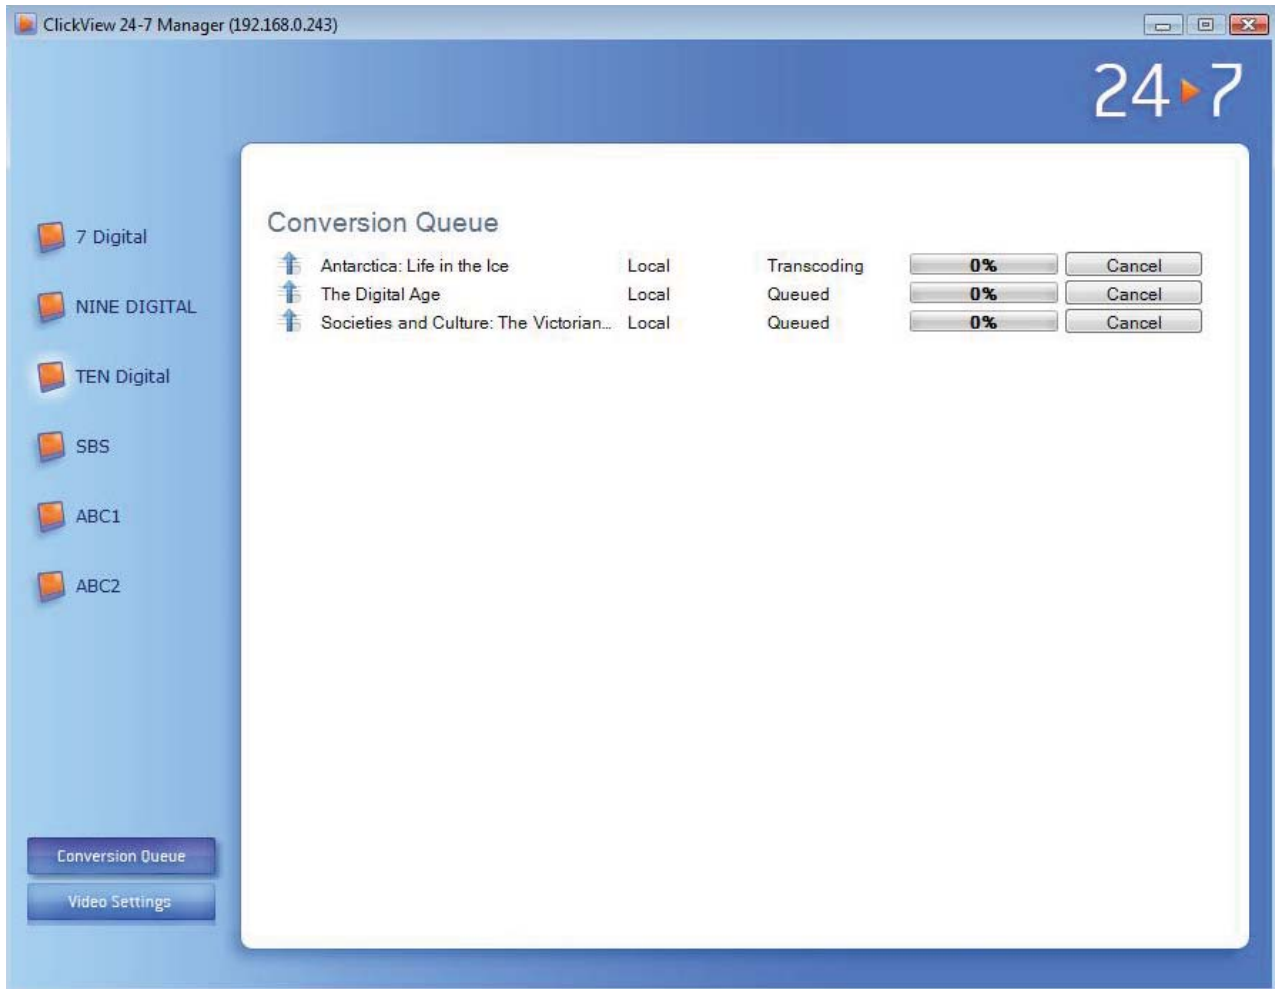 ClickView 24-7 Manager (192.168.0.243)
24 7
7 Digital
NINE DIGITAL
TEN Digital
SBS
ABC1
ABC2
Conversion Queue
Video Settings
Conversion Queue
Antarctica: Life in the Ice Local Transcoding 0% Cancel
The Digital Age Local Queued 0% Cancel
Societies and Culture: The Victorian... Local Queued 0% Cancel